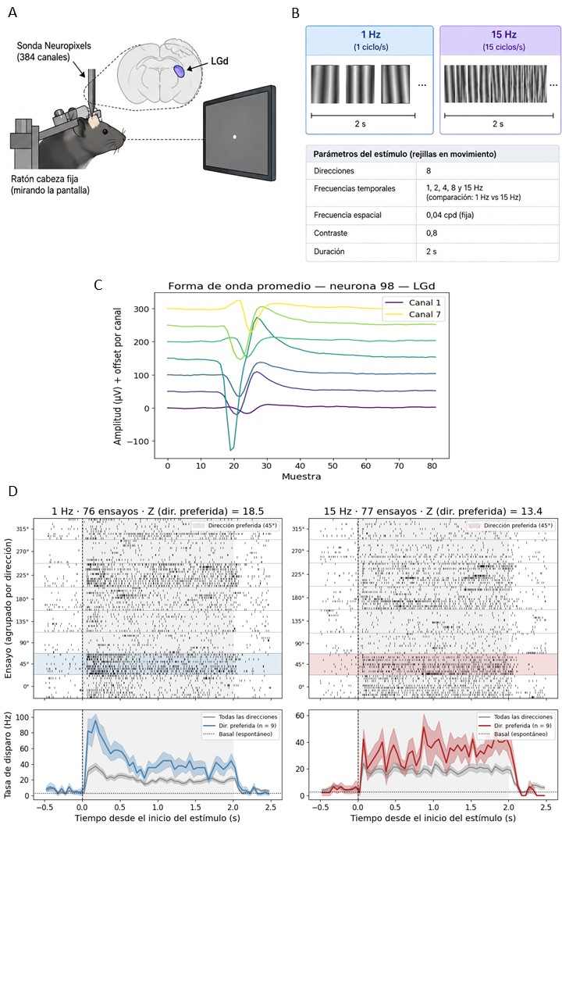 A
Sonda Neuropixels
(384 canales)
LGd
Ratón cabeza fija
(mirando la pantalla)
B
1 Hz
(1 ciclo/s)
...
2 s
15 Hz
(15 ciclos/s)
...
2 s
Parámetros del estímulo (rejillas en movimiento)
Direcciones 8
Frecuencias temporales 1, 2, 4, 8 y 15 Hz
(comparación: 1 Hz vs 15 Hz)
Frecuencia espacial 0,04 cpd (fija)
Contraste 0,8
Duración 2 s
C
Forma de onda promedio — neurona 98 — LGd
Canal 1
Canal 7
Amplitud (µV) + offset por canal
300
200
100
0
−100
0 10 20 30 40 50 60 70 80
Muestra
D
1 Hz · 76 ensayos · Z (dir. preferida) = 18.5
Dirección preferida (45°)
Ensayo (agrupado por dirección)
315°
270°
225°
180°
135°
90°
45°
0°
15 Hz · 77 ensayos · Z (dir. preferida) = 13.4
Dirección preferida (45°)
315°
270°
225°
180°
135°
90°
45°
0°
Tasa de disparo (Hz)
100
80
60
40
20
0
Todas las direcciones
Dir. preferida (n = 9)
Basal (espontáneo)
−0.5 0.0 0.5 1.0 1.5 2.0 2.5
Tiempo desde el inicio del estímulo (s)
60
40
20
0
Todas las direcciones
Dir. preferida (n = 9)
Basal (espontáneo)
−0.5 0.0 0.5 1.0 1.5 2.0 2.5
Tiempo desde el inicio del estímulo (s)